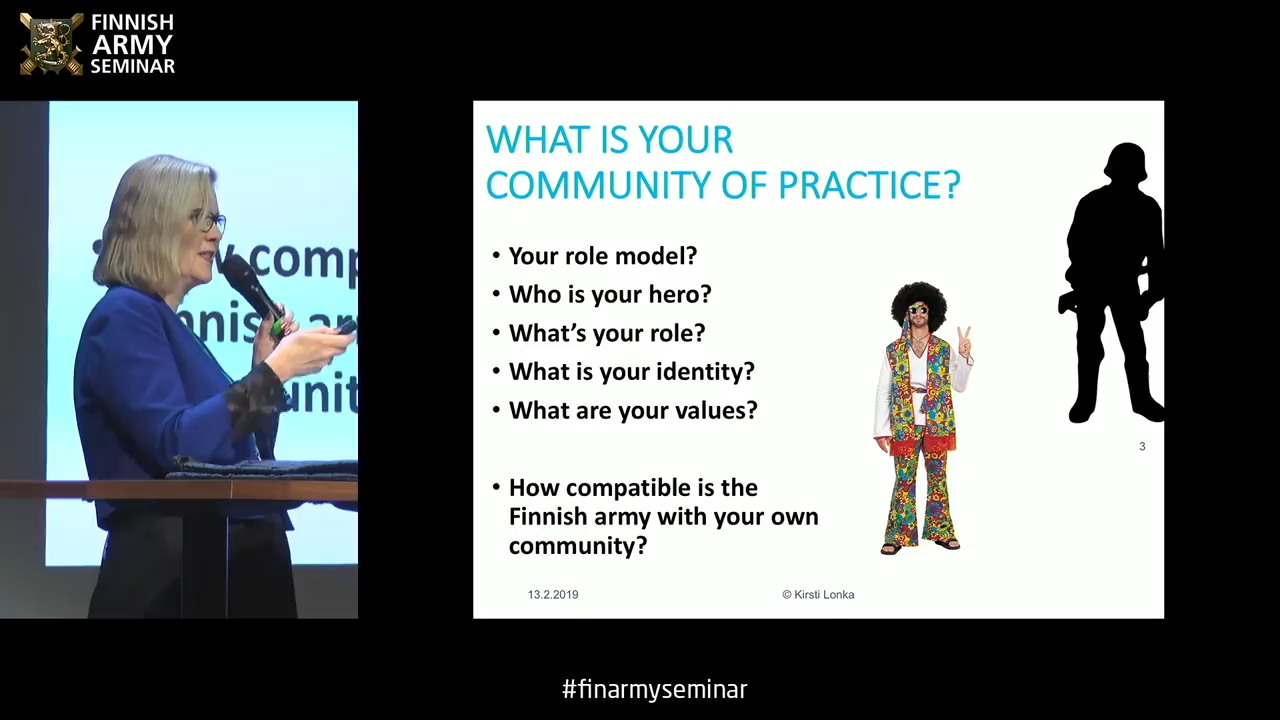 FINNISH
ARMY
SEMINAR
WHAT IS YOUR
COMMUNITY OF PRACTICE?
• Your role model?
• Who is your hero?
• What's your role?
• What is your identity?
• What are your values?
• How compatible is the
Finnish army with your own
community?
3
13.2.2019
© Kirsti Lonka
#finarmyseminar